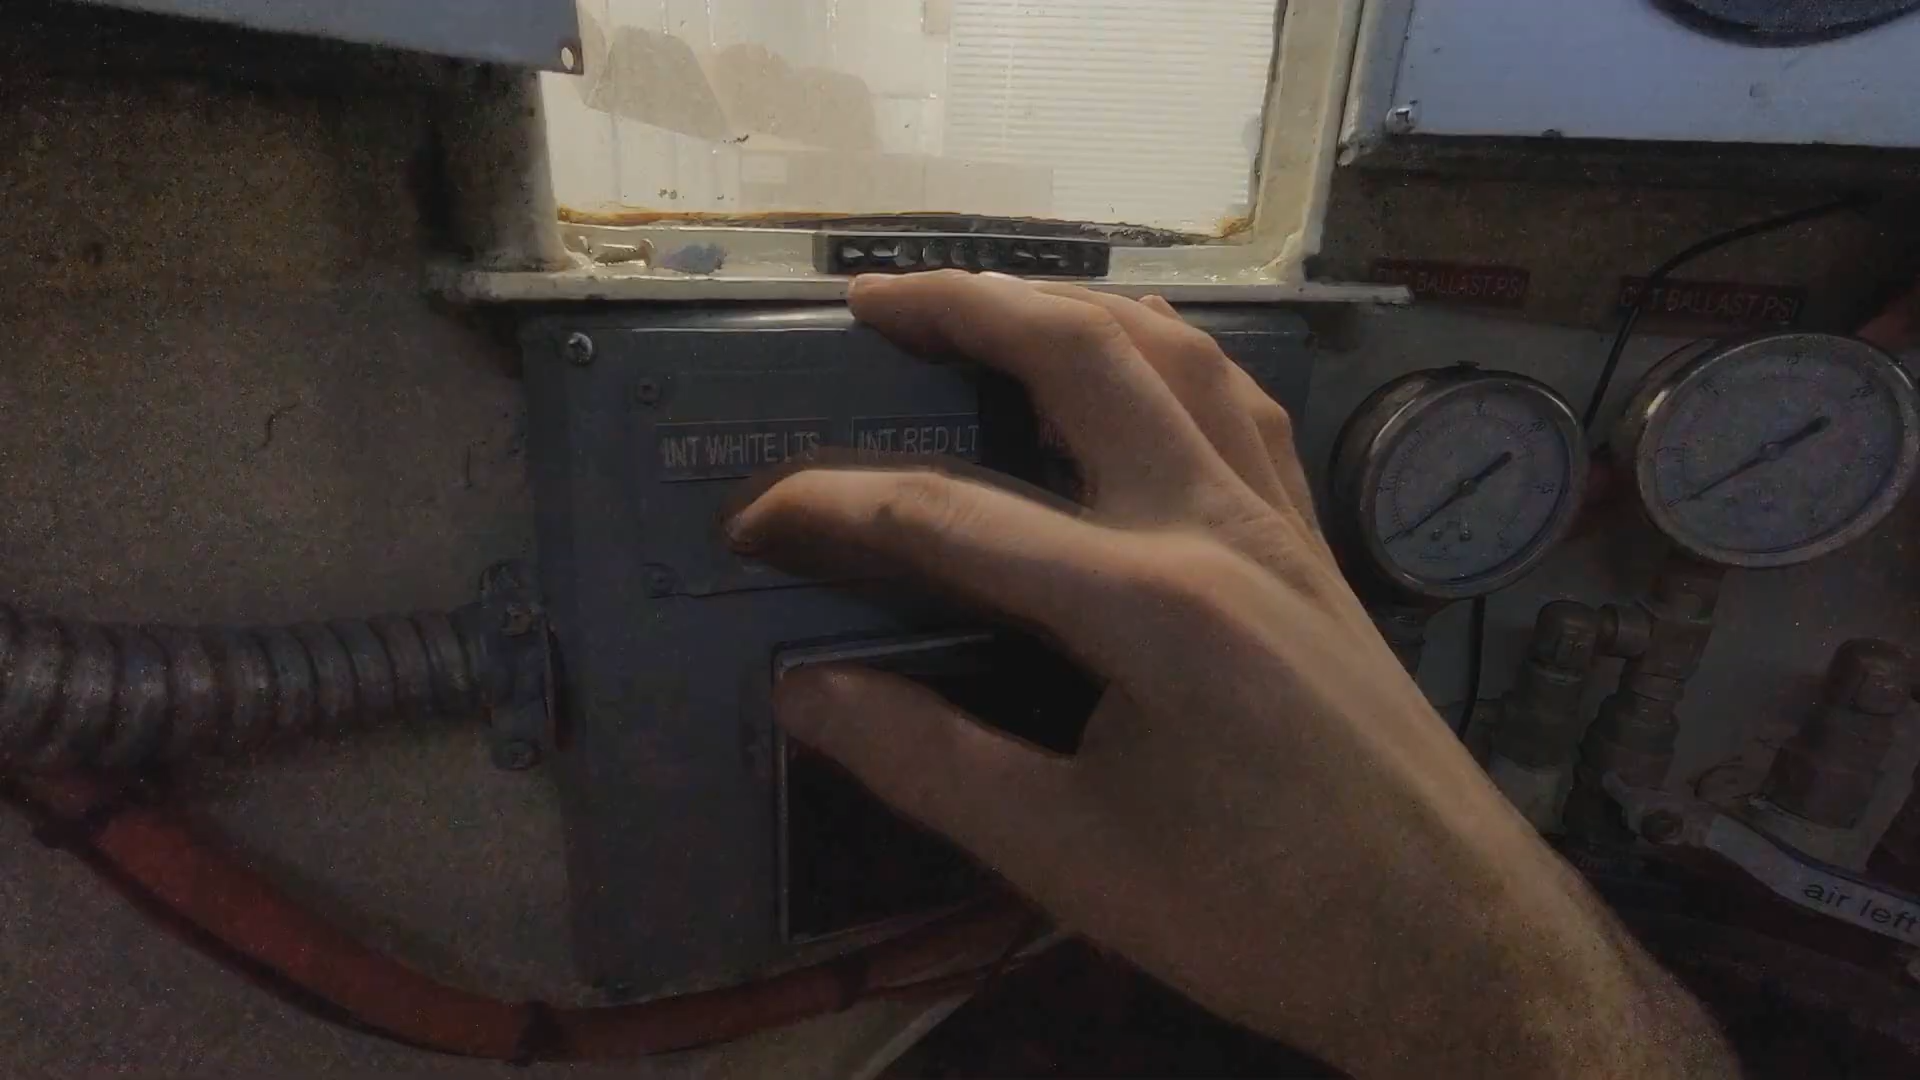 BALLAST PSI
BALLAST PSI
INT WHITE LTS
INT RED LT
air left